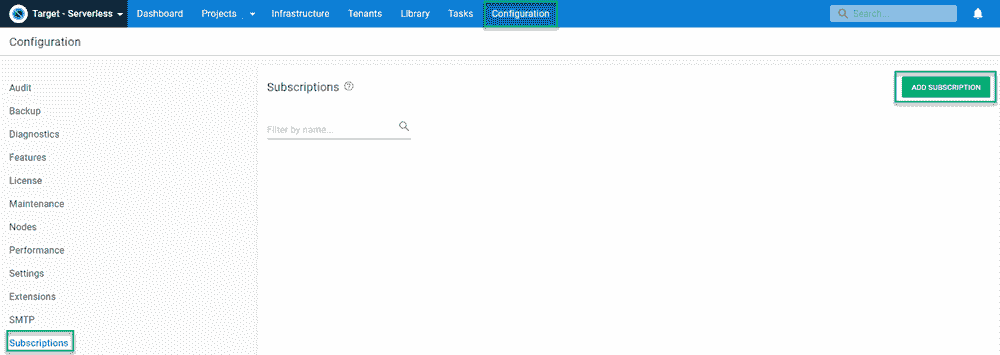 Target - Serverless Dashboard Projects Infrastructure Tenants Library Tasks Configuration Search...
Configuration
Subscriptions ADD SUBSCRIPTION
Filter by name...
Audit
Backup
Diagnostics
Features
License
Maintenance
Nodes
Performance
Settings
Extensions
SMTP
Subscriptions